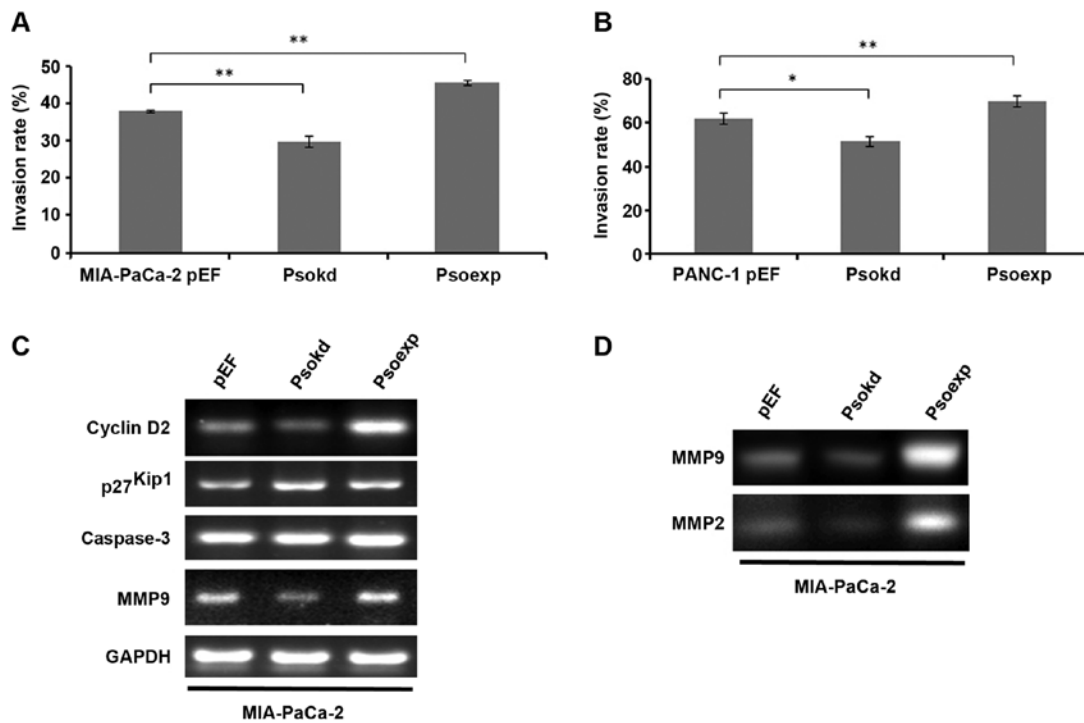 A
**
**
50
40
30
20
10
0
Invasion rate (%)
MIA-PaCa-2 pEF Psokd Psoexp
B
**
*
80
60
40
20
0
Invasion rate (%)
PANC-1 pEF Psokd Psoexp
C
pEF Psokd Psoexp
Cyclin D2
p27Kip1
Caspase-3
MMP9
GAPDH
MIA-PaCa-2
D
pEF Psokd Psoexp
MMP9
MMP2
MIA-PaCa-2